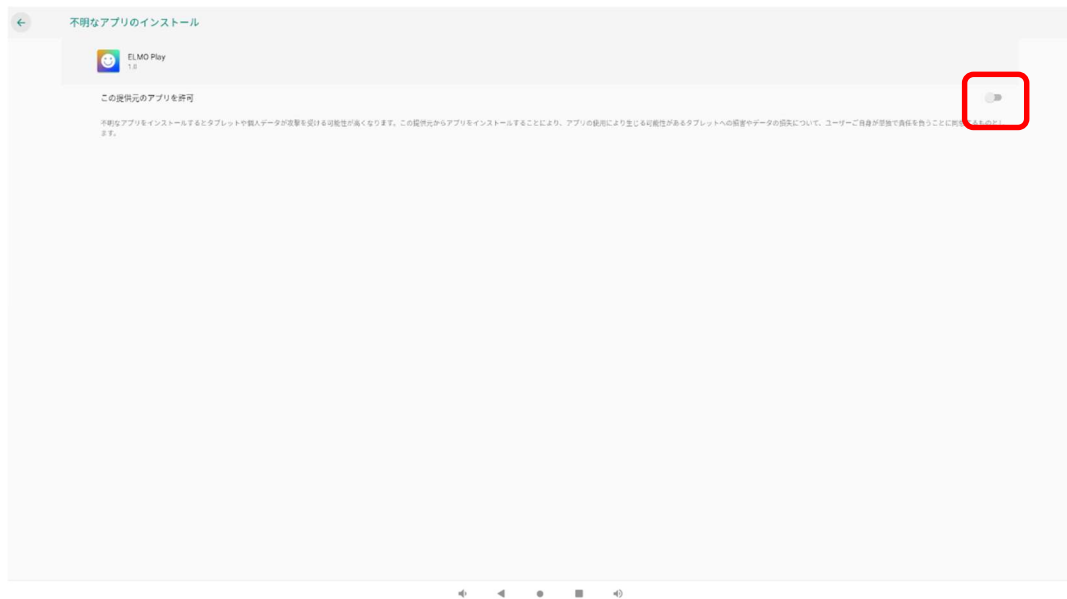 不明なアプリのインストール
ELMO Play
1.8
この提供元のアプリを許可
不明なアプリをインストールするとタブレットや個人データが攻撃を受ける可能性が高くなります。この提供元からアプリをインストールすることにより、アプリの使用により生じる可能性があるタブレットへの損害やデータの損失について、ユーザーご自身が単独で責任を負うことに同意するものとし
ます。